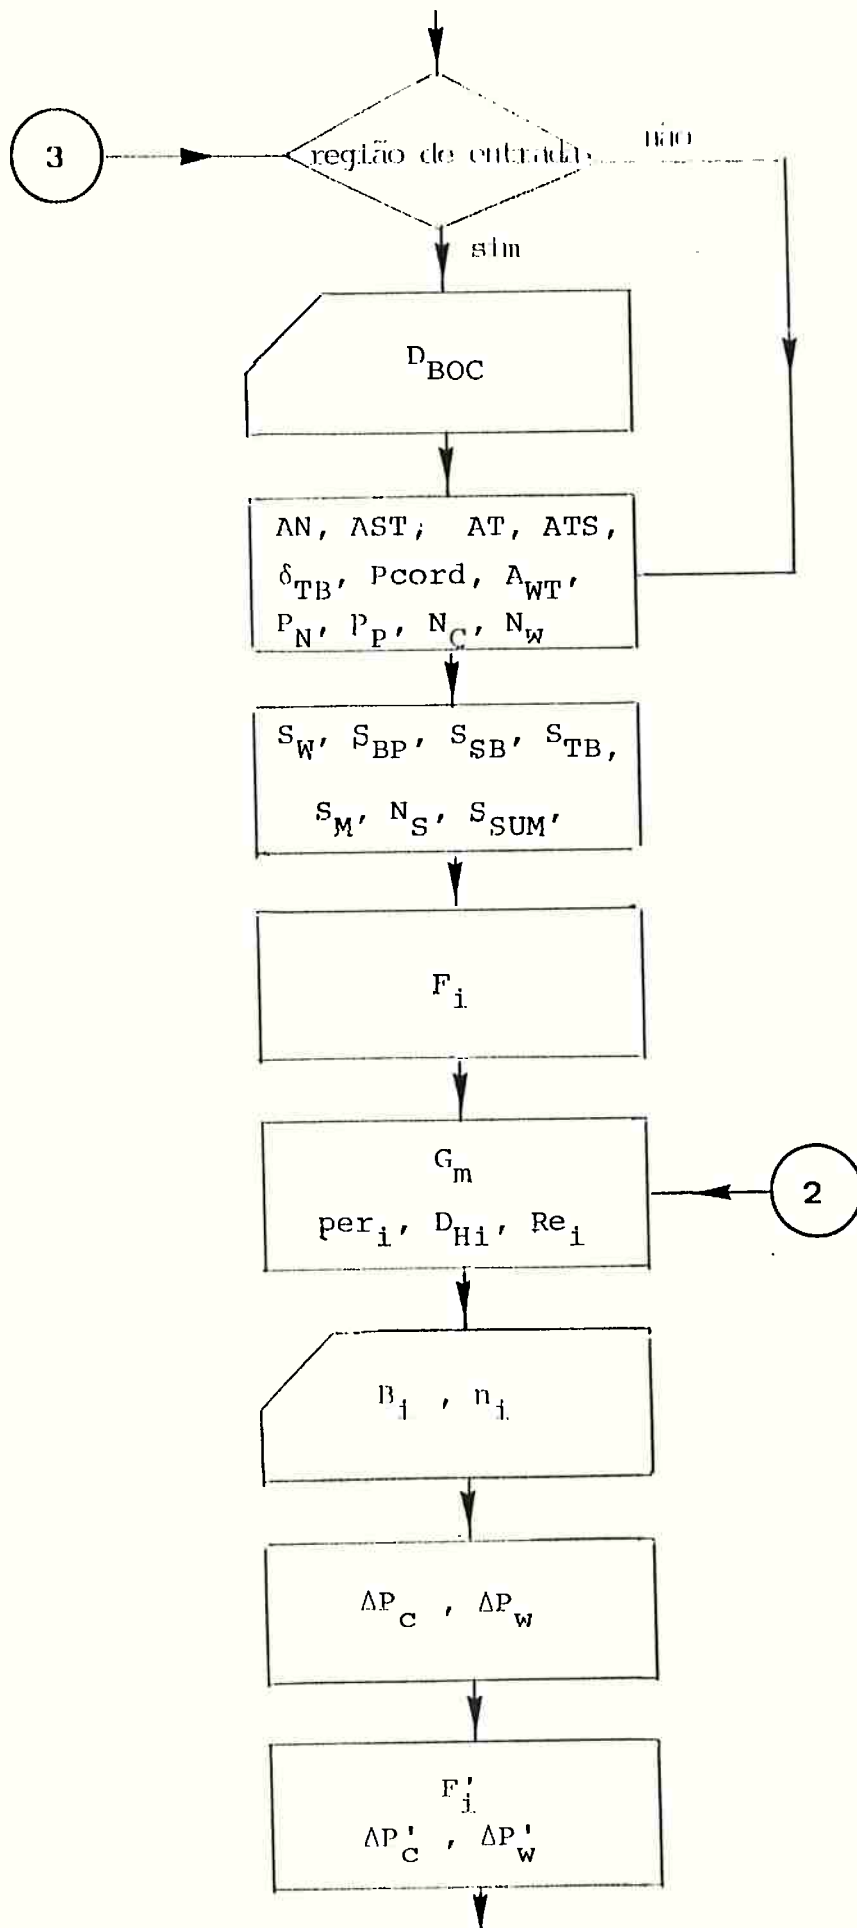 3
região de entrada
não
sim
D_BOC
AN, AST; AT, ATS,
δ_TB, Pcord, A_WT,
P_N, P_P, N_C, N_W
S_W, S_BP, S_SB, S_TB,
S_M, N_S, S_SUM,
F_i
G_m
2
per_i, D_Hi, Re_i
B_i , n_i
ΔP_C , ΔP_W
F'_i
ΔP'_C , ΔP'_W